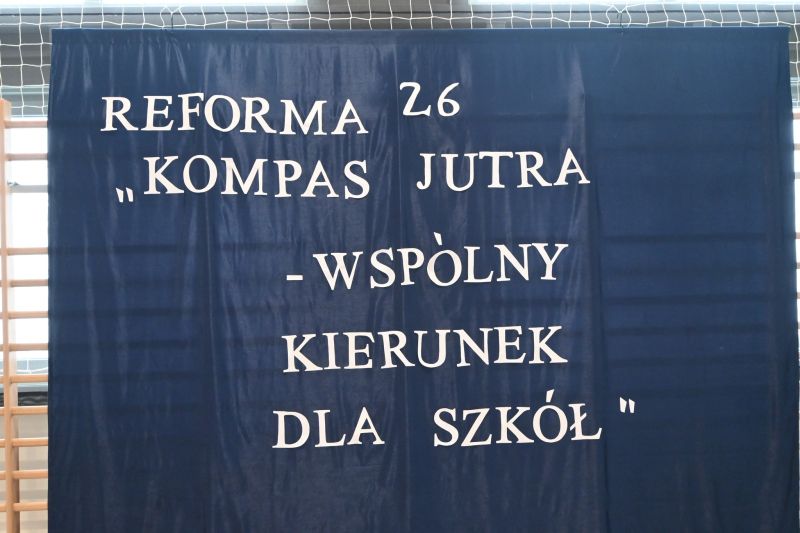 REFORMA 26
„KOMPAS JUTRA
-WSPÒLNY
KIERUNEK
DLA SZKÓŁ"